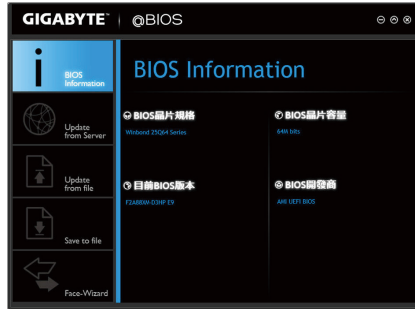 GIGABYTE™ @BIOS
BIOS
Information
Update
from Server
Update
from file
Save to file
Face-Wizard
BIOS Information
BIOS晶片規格
Winbond 25Q64 Series
BIOS晶片容量
64M bits
目前BIOS版本
F2A88XM-D3HP E9
BIOS開發商
AMI UEFI BIOS